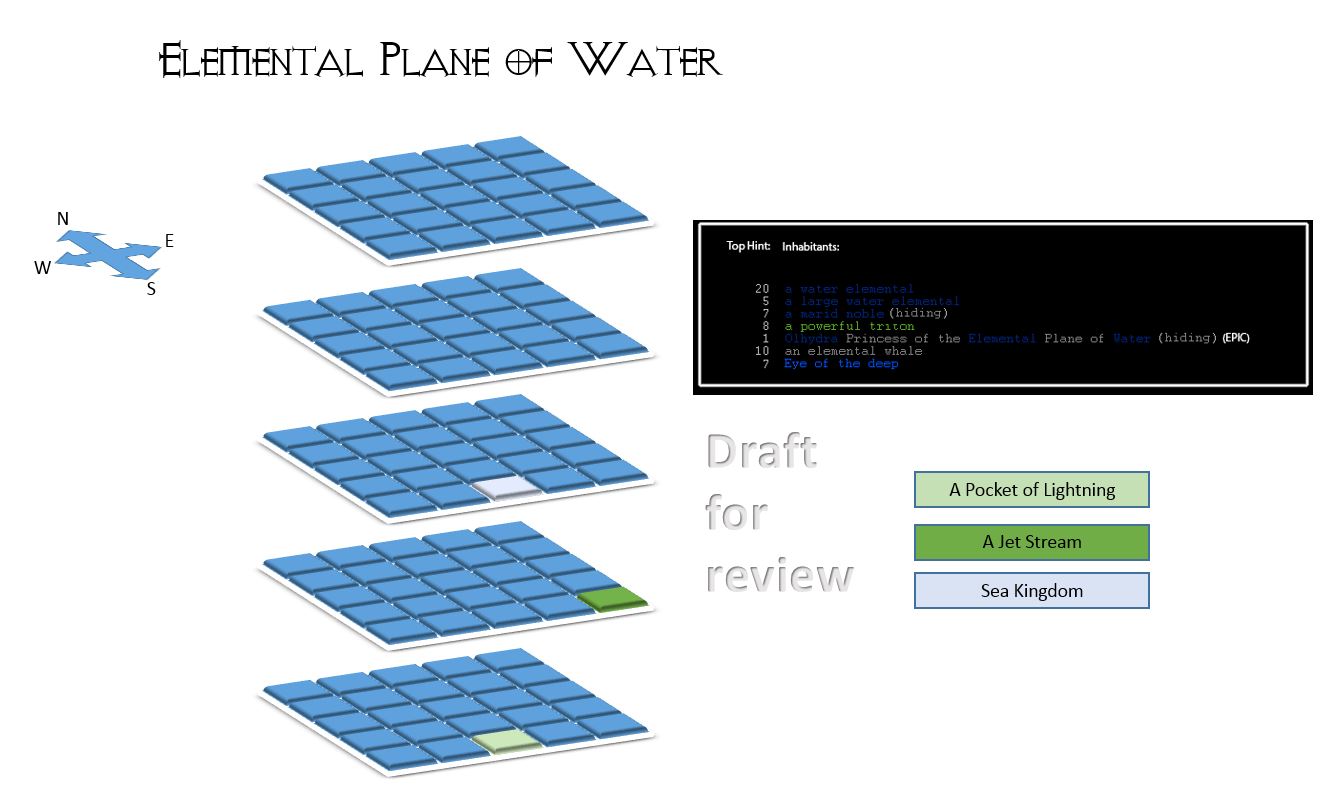 Elemental Plane of Water
N
E
W
S
Top Hint: Inhabitants:
20 a water elemental
5 a large water elemental
7 a marid noble (hiding)
8 a powerful triton
1 Olhydra Princess of the Elemental Plane of Water (hiding) (EPIC)
10 an elemental whale
7 Eye of the deep
Draft
for
review
A Pocket of Lightning
A Jet Stream
Sea Kingdom